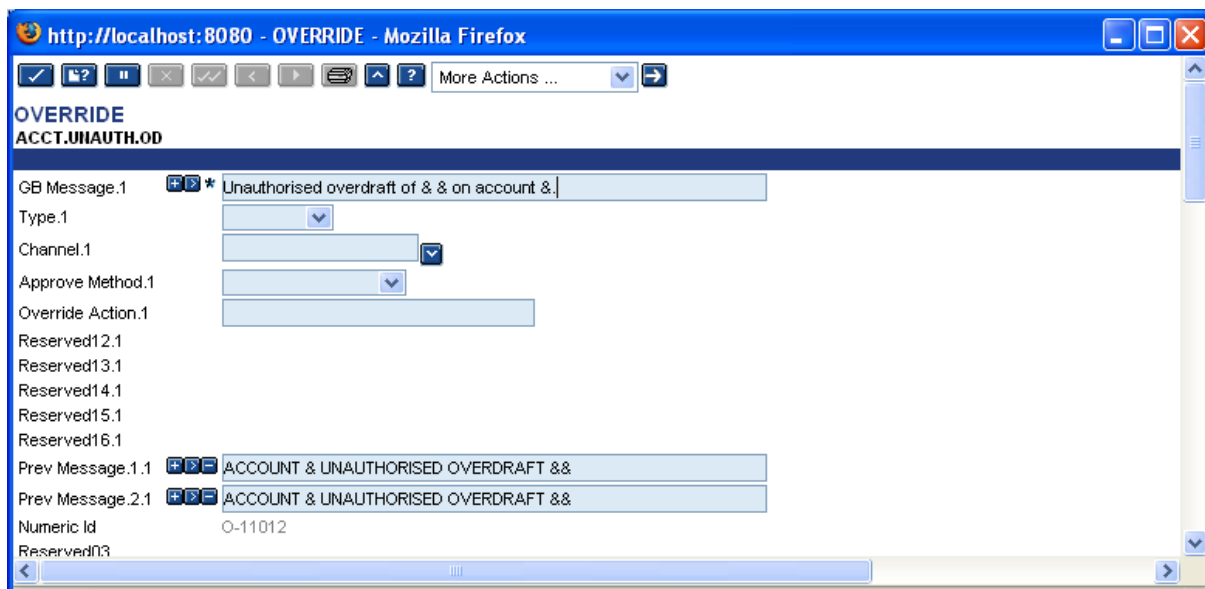 http://localhost:8080 - OVERRIDE - Mozilla Firefox
More Actions ...
OVERRIDE
ACCT.UNAUTH.OD
GB Message.1 * Unauthorised overdraft of & & on account &.
Type.1
Channel.1
Approve Method.1
Override Action.1
Reserved12.1
Reserved13.1
Reserved14.1
Reserved15.1
Reserved16.1
Prev Message.1.1 ACCOUNT & UNAUTHORISED OVERDRAFT &&
Prev Message.2.1 ACCOUNT & UNAUTHORISED OVERDRAFT &&
Numeric Id O-11012
Reserved03